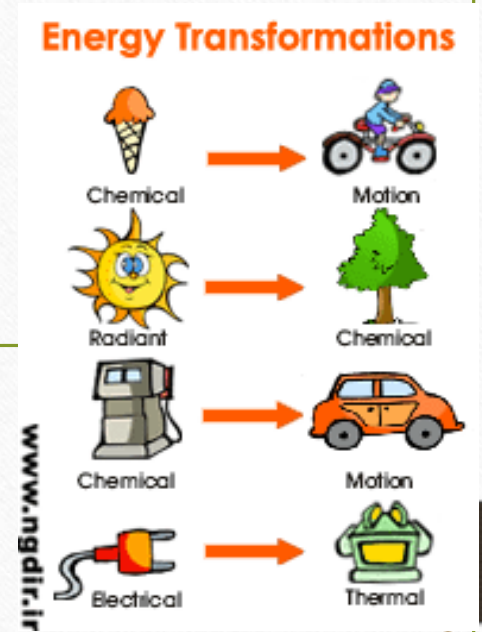 Energy Transformations
Chemical
Motion
Radiant
Chemical
Chemical
Motion
Electrical
Thermal
www.ngdir.ir